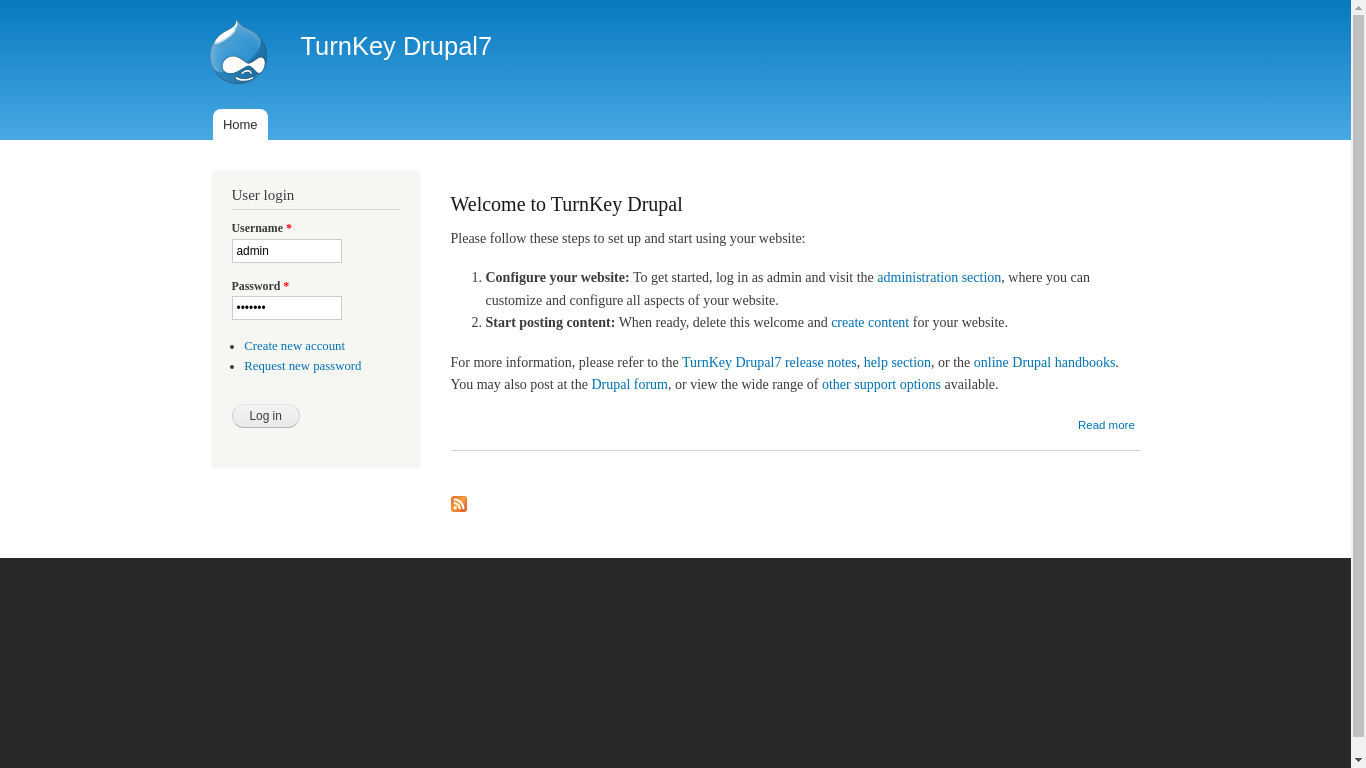 TurnKey Drupal7
Home
User login
Username *
admin
Password *
•••••••
Create new account
Request new password
Log in
Welcome to TurnKey Drupal
Please follow these steps to set up and start using your website:
1. Configure your website: To get started, log in as admin and visit the administration section, where you can
customize and configure all aspects of your website.
2. Start posting content: When ready, delete this welcome and create content for your website.
For more information, please refer to the TurnKey Drupal7 release notes, help section, or the online Drupal handbooks.
You may also post at the Drupal forum, or view the wide range of other support options available.
Read more